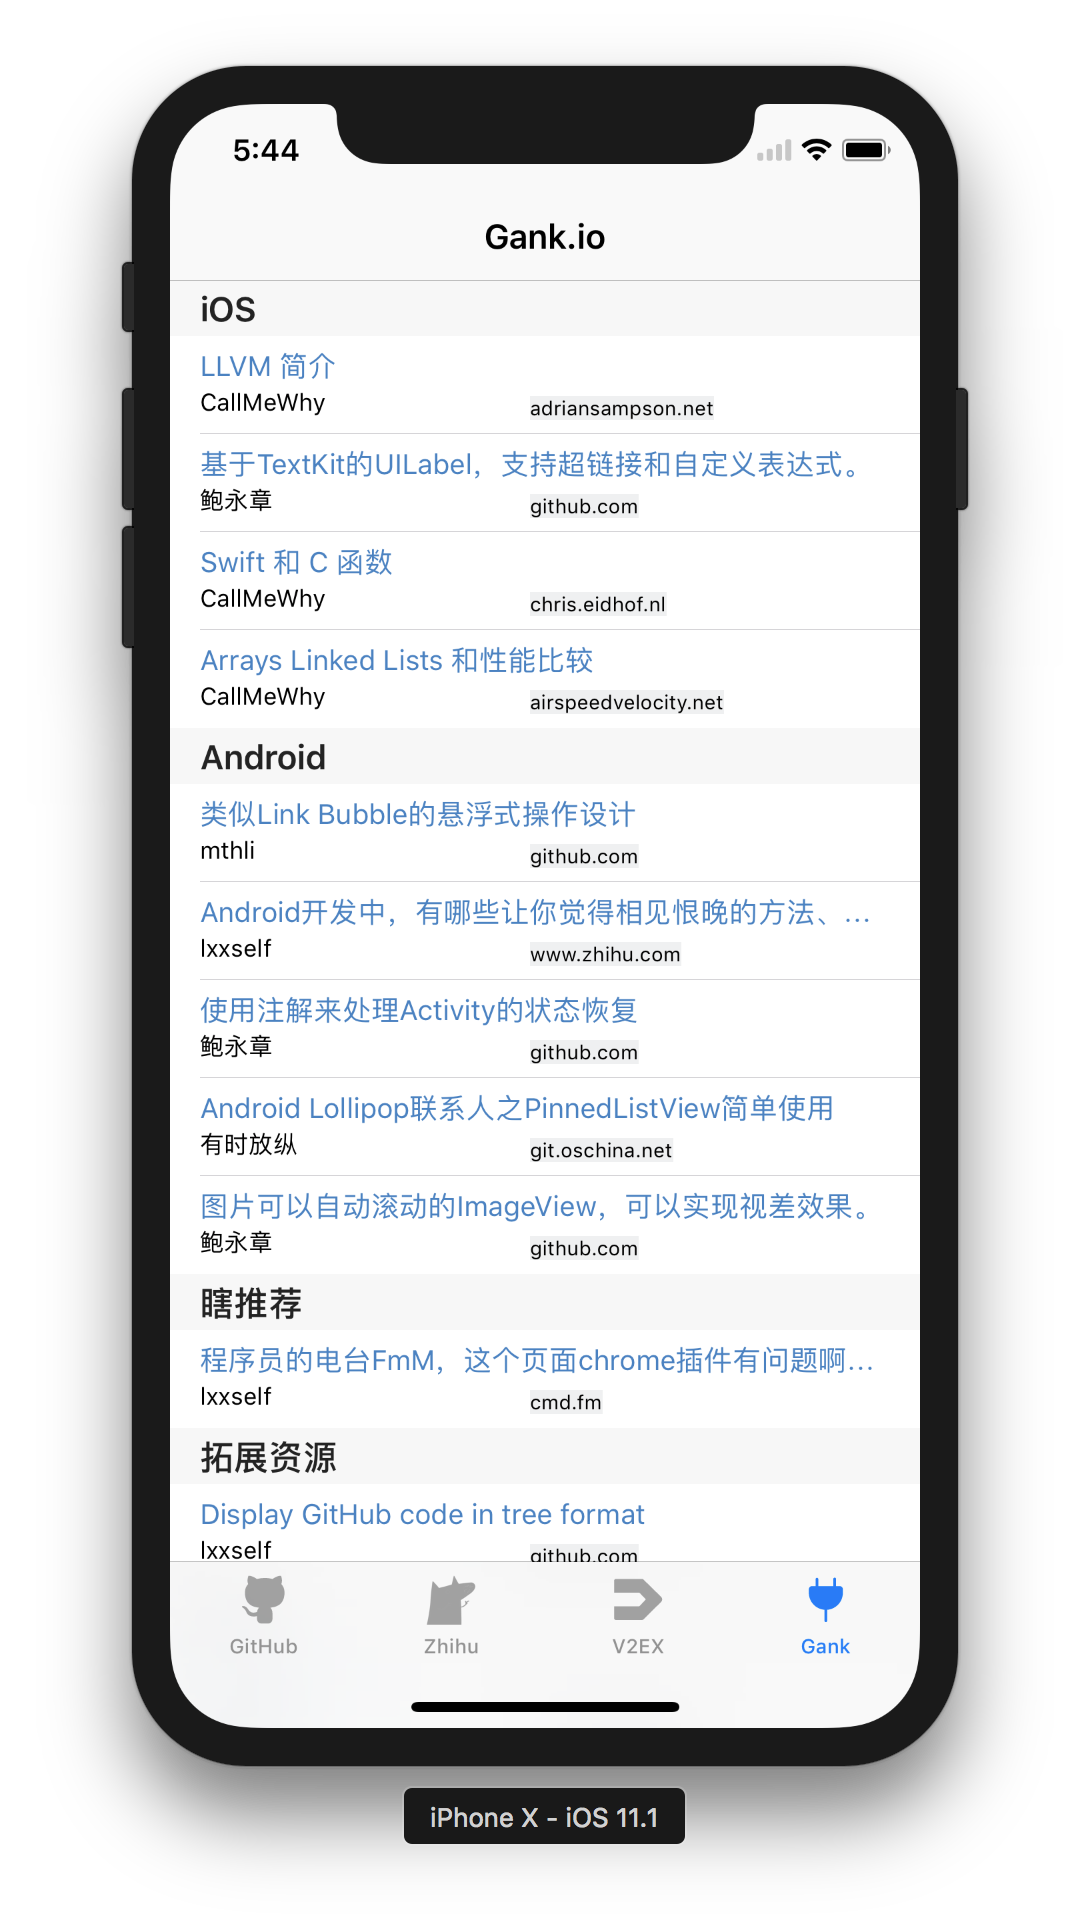 5:44
Gank.io
iOS
LLVM 简介
CallMeWhy
adriansampson.net
基于TextKit的UILabel，支持超链接和自定义表达式。
鲍永章
github.com
Swift 和 C 函数
CallMeWhy
chris.eidhof.nl
Arrays Linked Lists 和性能比较
CallMeWhy
airspeedvelocity.net
Android
类似Link Bubble的悬浮式操作设计
mthli
github.com
Android开发中，有哪些让你觉得相见恨晚的方法、…
lxxself
www.zhihu.com
使用注解来处理Activity的状态恢复
鲍永章
github.com
Android Lollipop联系人之PinnedListView简单使用
有时放纵
git.oschina.net
图片可以自动滚动的ImageView，可以实现视差效果。
鲍永章
github.com
瞎推荐
程序员的电台FmM，这个页面chrome插件有问题啊…
lxxself
cmd.fm
拓展资源
Display GitHub code in tree format
lxxself
github.com
GitHub
Zhihu
V2EX
Gank
iPhone X - iOS 11.1